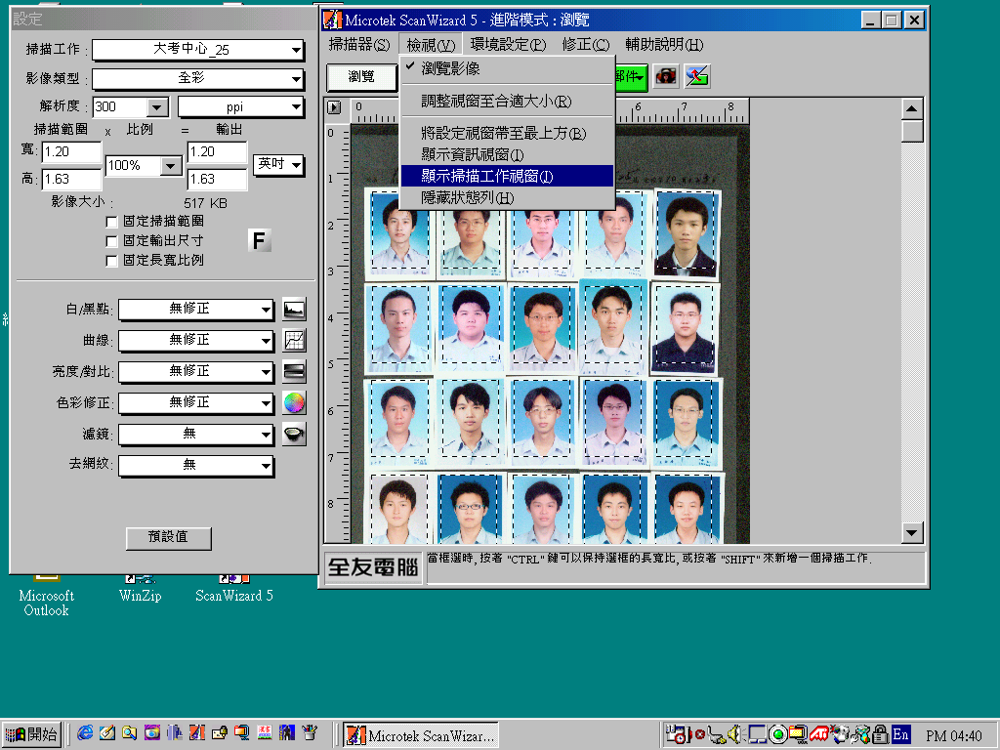 設定
掃描工作 : 大考中心_25
影像類型 : 全彩
解析度 : 300 ppi
掃描範圍 x 比例 = 輸出
寬: 1.20 100% 1.20 英吋
高: 1.63 1.63
影像大小 : 517 KB
固定掃描範圍
固定輸出尺寸
固定長寬比例
F
白/黑點: 無修正
曲線: 無修正
亮度/對比: 無修正
色彩修正: 無修正
濾鏡: 無
去網紋: 無
預設值
Microtek ScanWizard 5 - 進階模式 : 瀏覽
掃描器(S) 檢視(V) 環境設定(P) 修正(C) 輔助說明(H)
瀏覽
郵件
瀏覽影像
調整視窗至合適大小(R)
將設定視窗帶至最上方(B)
顯示資訊視窗(I)
顯示掃描工作視窗(J)
隱藏狀態列(H)
0 6 7 8
0
1
2
3
4
5
6
7
8
全友電腦
當框選時, 按著 "CTRL" 鍵可以保持選框的長寬比, 或按著 "SHIFT" 來新增一個掃描工作.
Microsoft Outlook
WinZip
ScanWizard 5
開始
Microtek ScanWizar...
En
PM 04:40